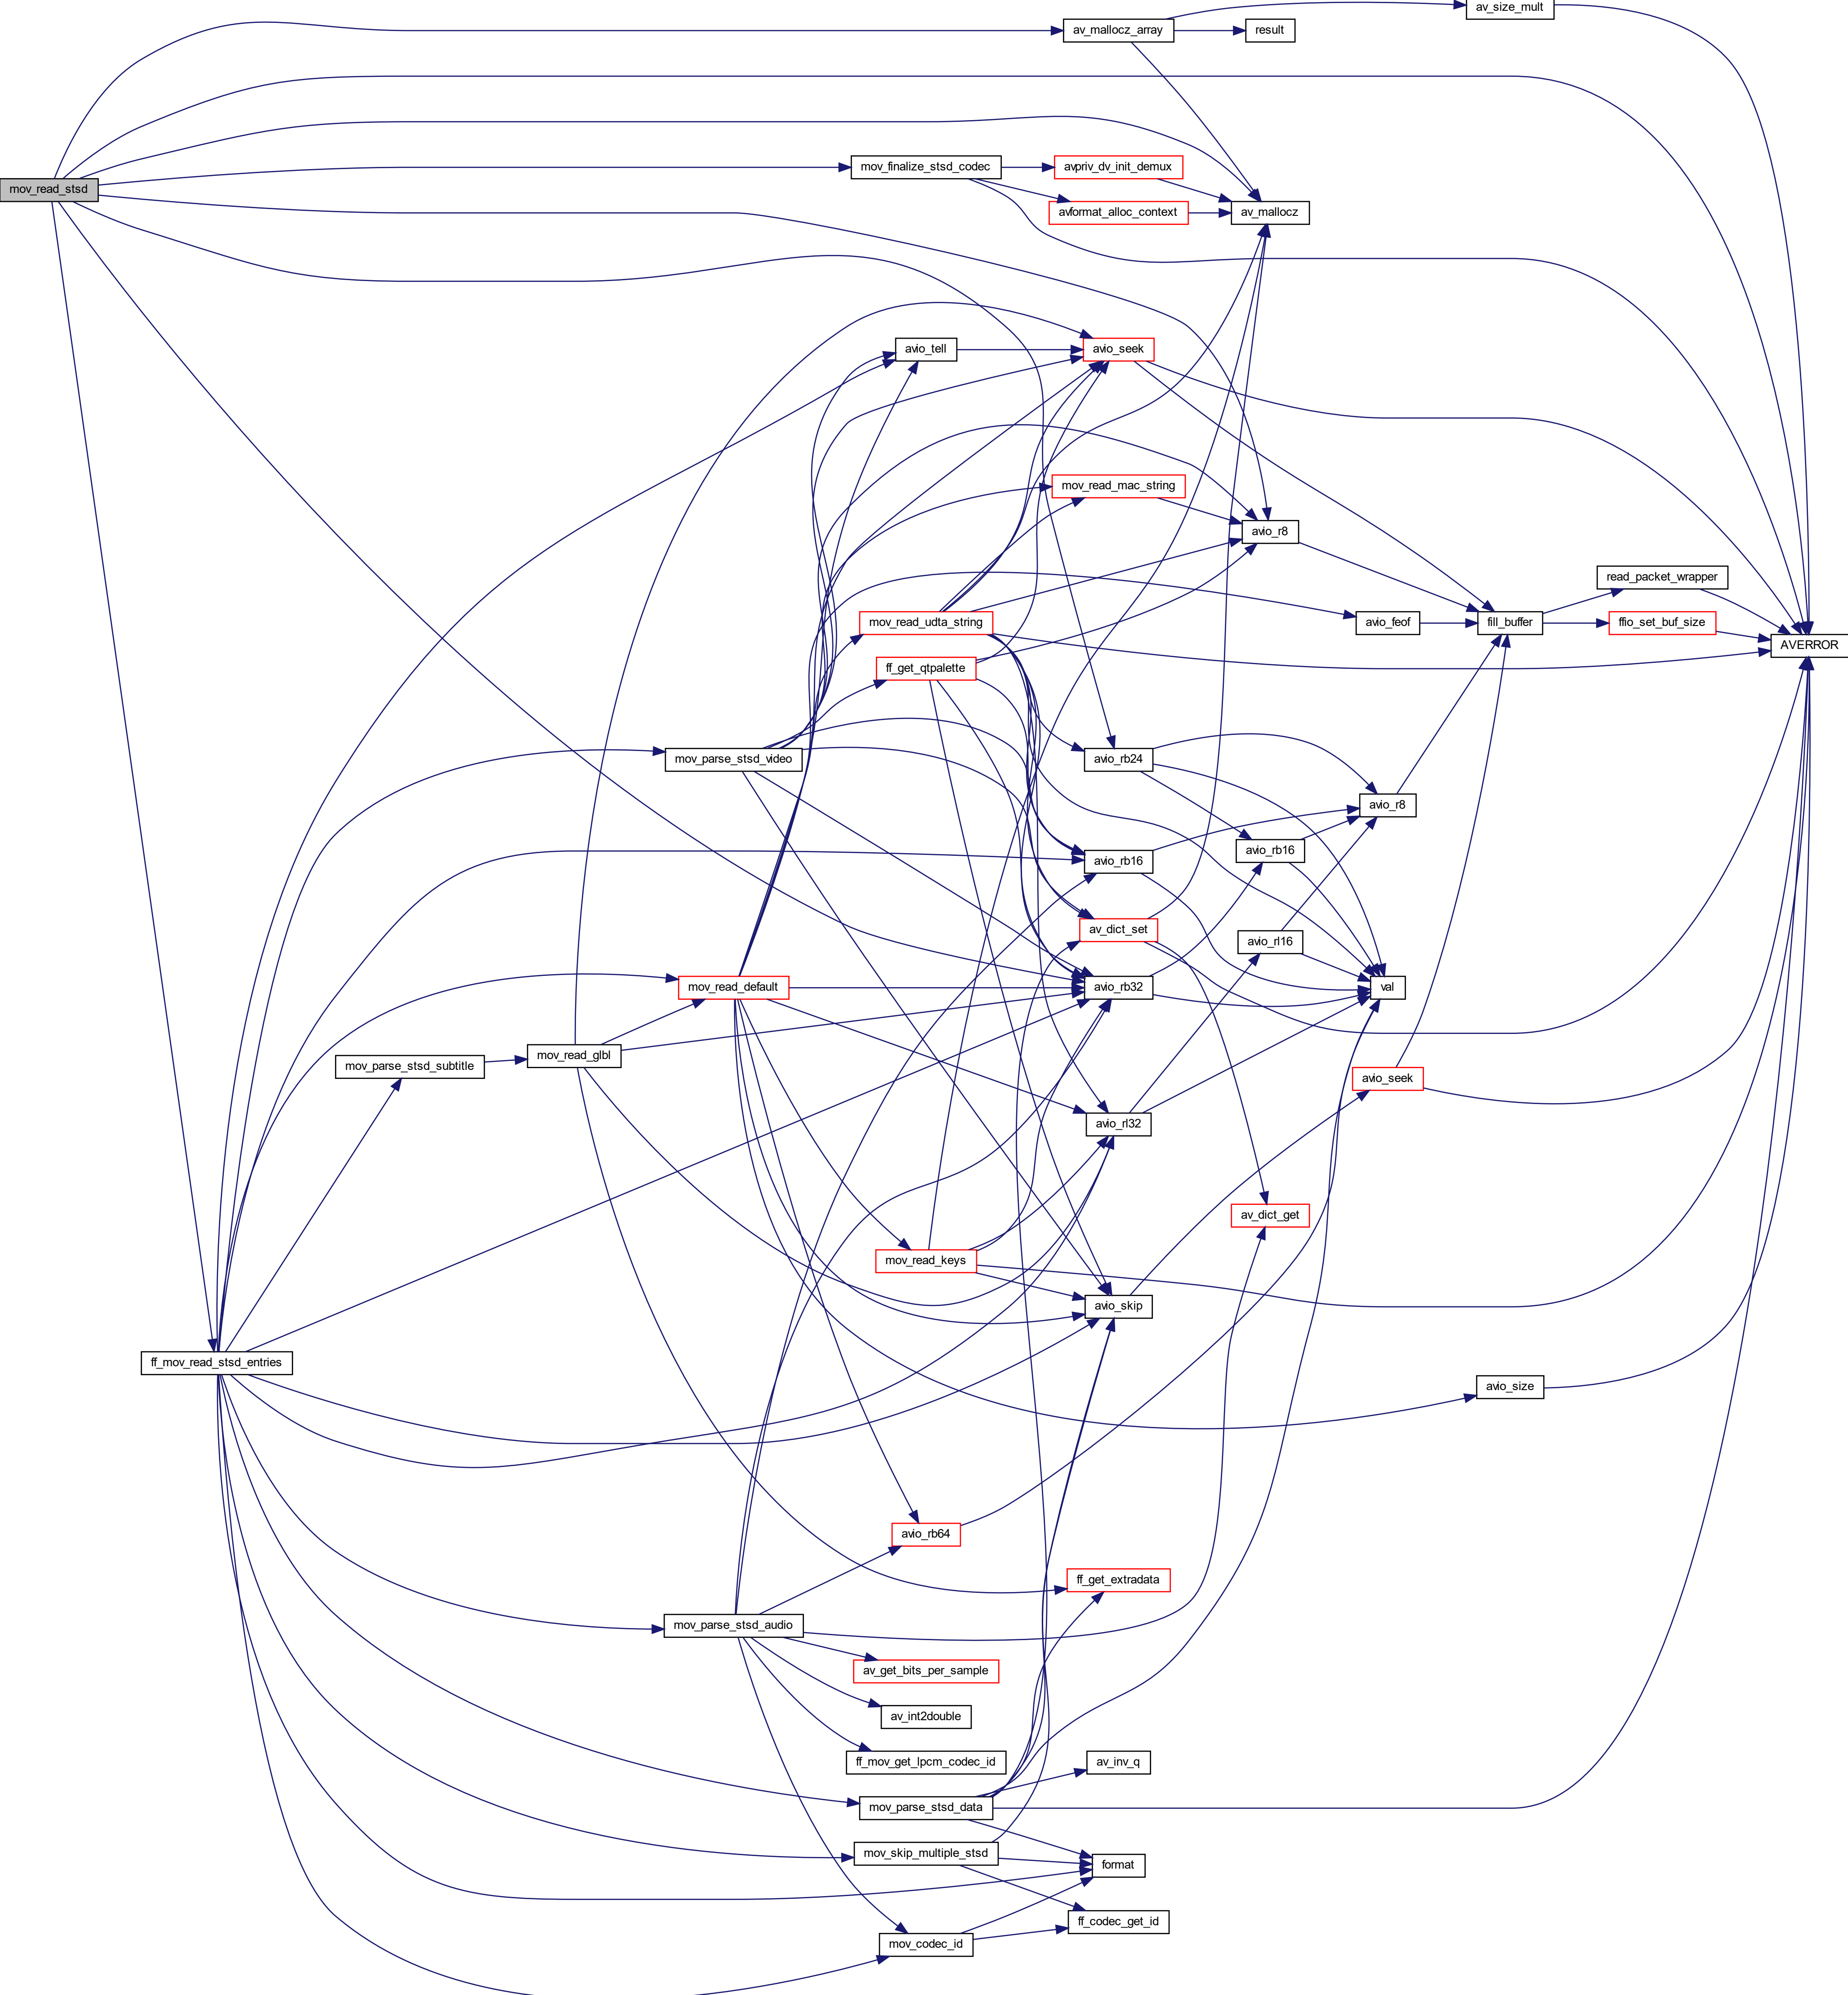 av_size_mult
av_mallocz_array
result
mov_finalize_stsd_codec
avpriv_dv_init_demux
mov_read_stsd
avformat_alloc_context
av_mallocz
avio_tell
avio_seek
mov_read_mac_string
avio_r8
read_packet_wrapper
mov_read_udta_string
avio_feof
fill_buffer
ffio_set_buf_size
AVERROR
ff_get_qtpalette
mov_parse_stsd_video
avio_rb24
avio_r8
avio_rb16
avio_rb16
av_dict_set
avio_rl16
mov_read_default
avio_rb32
val
mov_read_glbl
mov_parse_stsd_subtitle
avio_seek
avio_rl32
av_dict_get
mov_read_keys
avio_skip
ff_mov_read_stsd_entries
avio_size
avio_rb64
ff_get_extradata
mov_parse_stsd_audio
av_get_bits_per_sample
av_int2double
ff_mov_get_lpcm_codec_id
av_inv_q
mov_parse_stsd_data
mov_skip_multiple_stsd
format
ff_codec_get_id
mov_codec_id